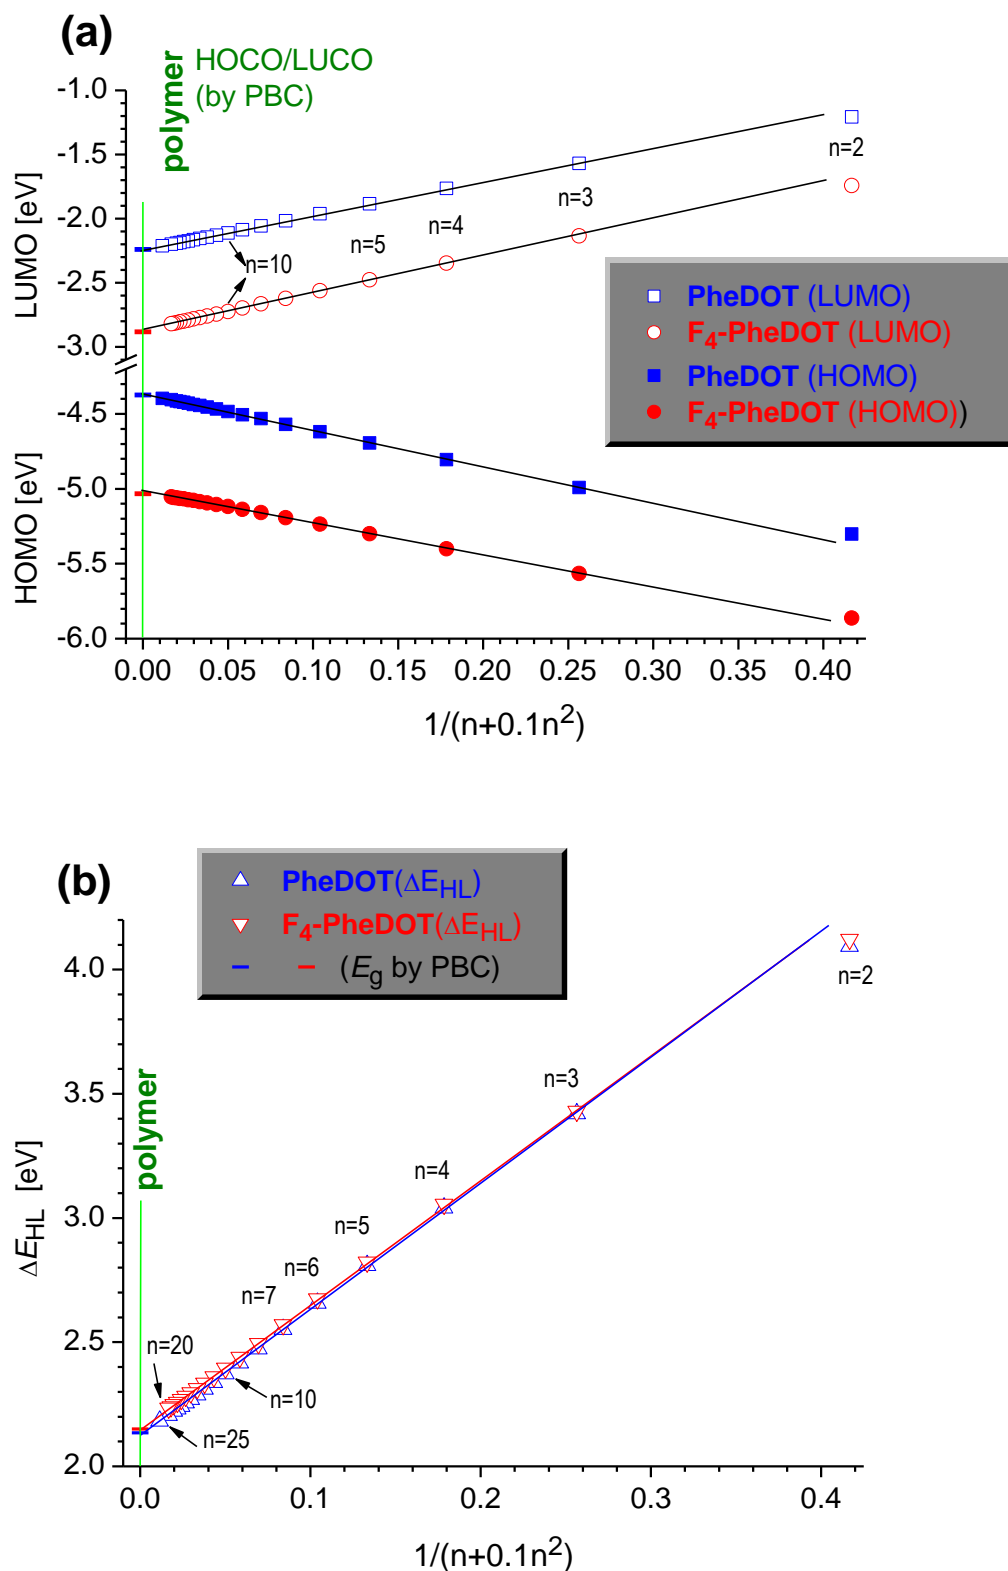 (a)
polymer
HOCO/LUCO
(by PBC)
-1.0
-1.5
-2.0
-2.5
-3.0
-4.5
-5.0
-5.5
-6.0
LUMO [eV]
HOMO [eV]
n=2
n=3
n=4
n=5
n=10
PheDOT (LUMO)
F₄-PheDOT (LUMO)
PheDOT (HOMO)
F₄-PheDOT (HOMO))
0.00 0.05 0.10 0.15 0.20 0.25 0.30 0.35 0.40
1/(n+0.1n²)
(b)
PheDOT(ΔE_HL)
F₄-PheDOT(ΔE_HL)
(E_g by PBC)
4.0
3.5
3.0
2.5
2.0
ΔE_HL [eV]
polymer
n=2
n=3
n=4
n=5
n=6
n=7
n=20
n=10
n=25
0.0 0.1 0.2 0.3 0.4
1/(n+0.1n²)